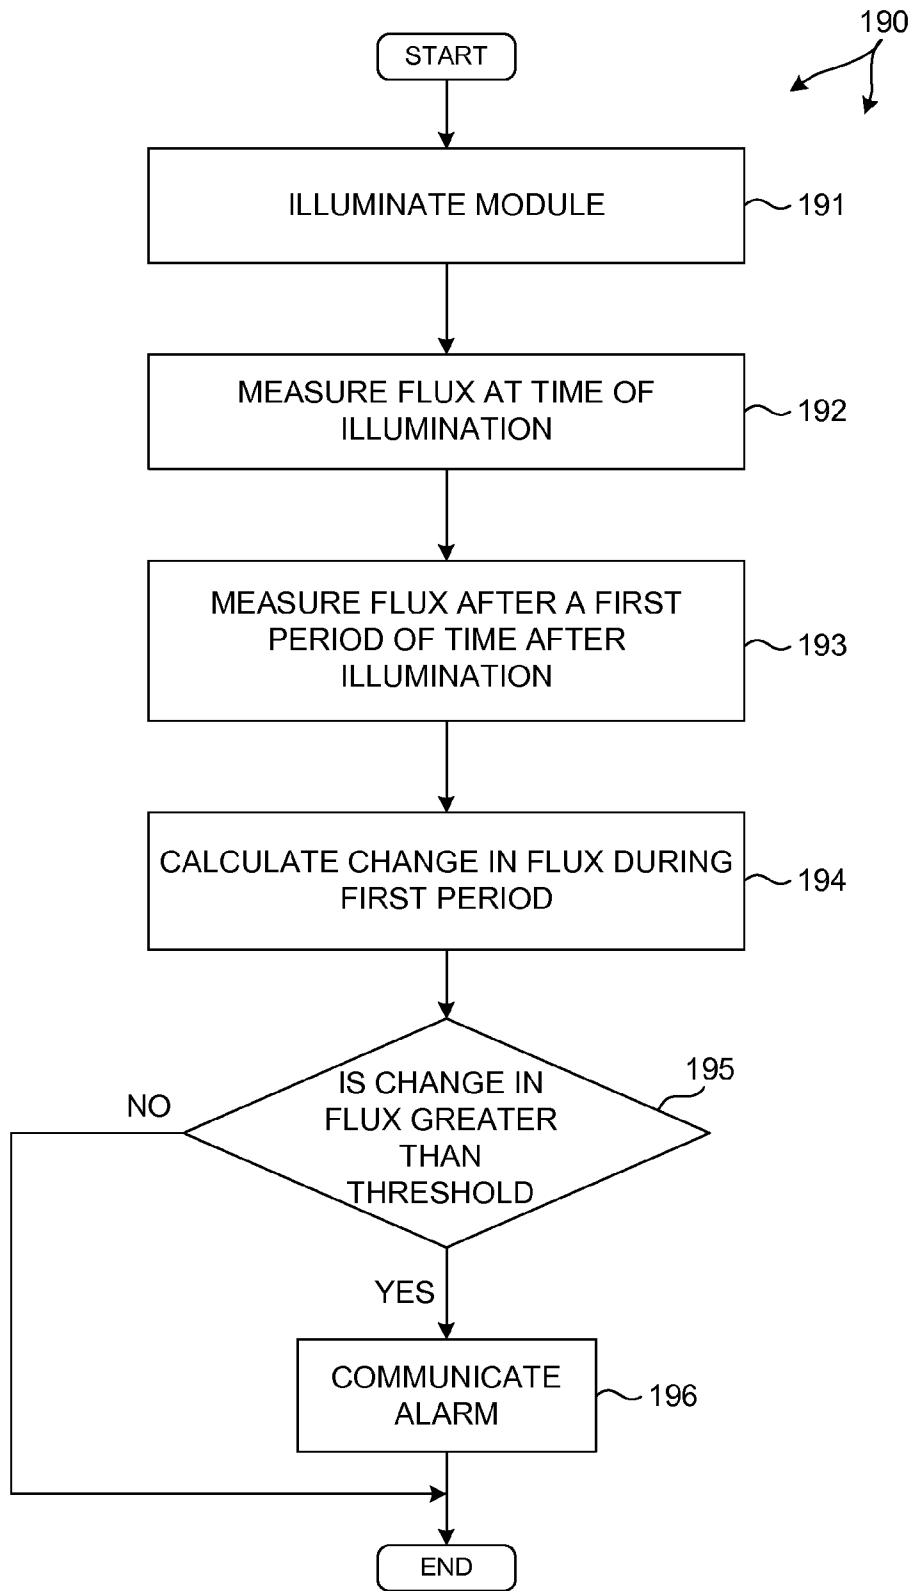 190
START
ILLUMINATE MODULE
191
MEASURE FLUX AT TIME OF
ILLUMINATION
192
MEASURE FLUX AFTER A FIRST
PERIOD OF TIME AFTER
ILLUMINATION
193
CALCULATE CHANGE IN FLUX DURING
FIRST PERIOD
194
195
IS CHANGE IN
FLUX GREATER
THAN
THRESHOLD
NO
YES
COMMUNICATE
ALARM
196
END